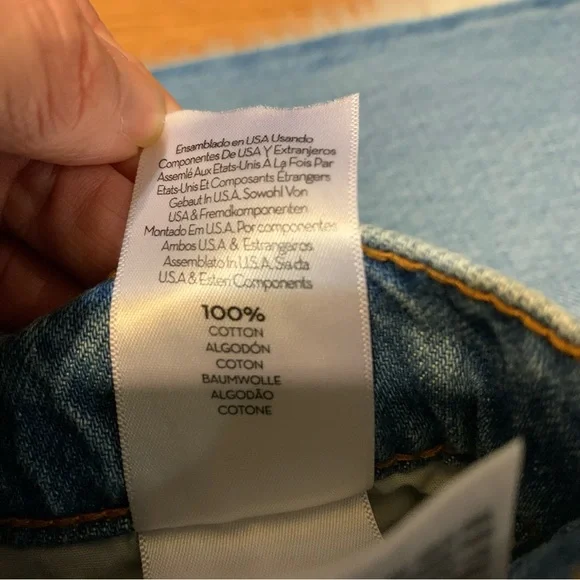 Ensamblado en USA Usando
Componentes De USA Y Extranjeros
Assemlé Aux Etats-Unis À La Fois Par
Etats-Unis Et Composants Étrangers
Gebaut In U.S.A. Sowohl Von
USA & Fremdkomponenten
Montado Em U.S.A. Por componentes
Ambos U.S.A. & Estrangeiros
Assemblato In U.S.A. Sia da
U.S.A & Esteri Components
100%
COTTON
ALGODÓN
COTON
BAUMWOLLE
ALGODÃO
COTONE